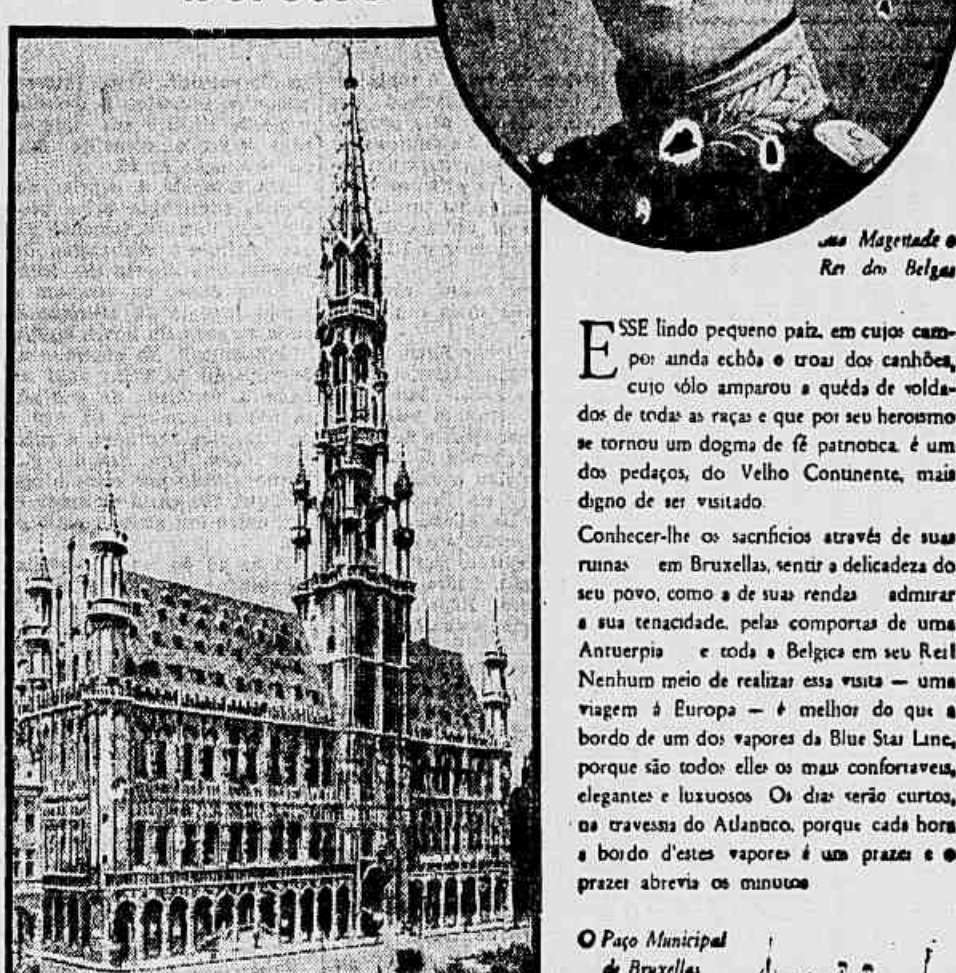 Sua Magestade o
Rei dos Belgas
ESSE lindo pequeno paiz, em cujos cam-
pos ainda echôa o troar dos canhões,
cujo sólo amparou a quéda de solda-
dos de todas as raças e que por seu heroismo
se tornou um dogma de fé patriotica, é um
dos pedaços, do Velho Continente, mais
digno de ser visitado
Conhecer-lhe os sacrificios através de suas
ruinas em Bruxellas, sentir a delicadeza do
seu povo, como a de suas rendas admirar
a sua tenacidade, pelas comportas de uma
Antuerpia e toda a Belgica em seu Rei!
Nenhum meio de realizar essa visita — uma
viagem á Europa — é melhor do que a
bordo de um dos vapores da Blue Star Line,
porque são todos elles os mais confortaveis,
elegantes e luxuosos Os dias serão curtos,
na travessia do Atlantico, porque cada hora
a bordo d'estes vapores é um prazer e o
prazer abrevia os minutos
O Paço Municipal
de Bruxellas